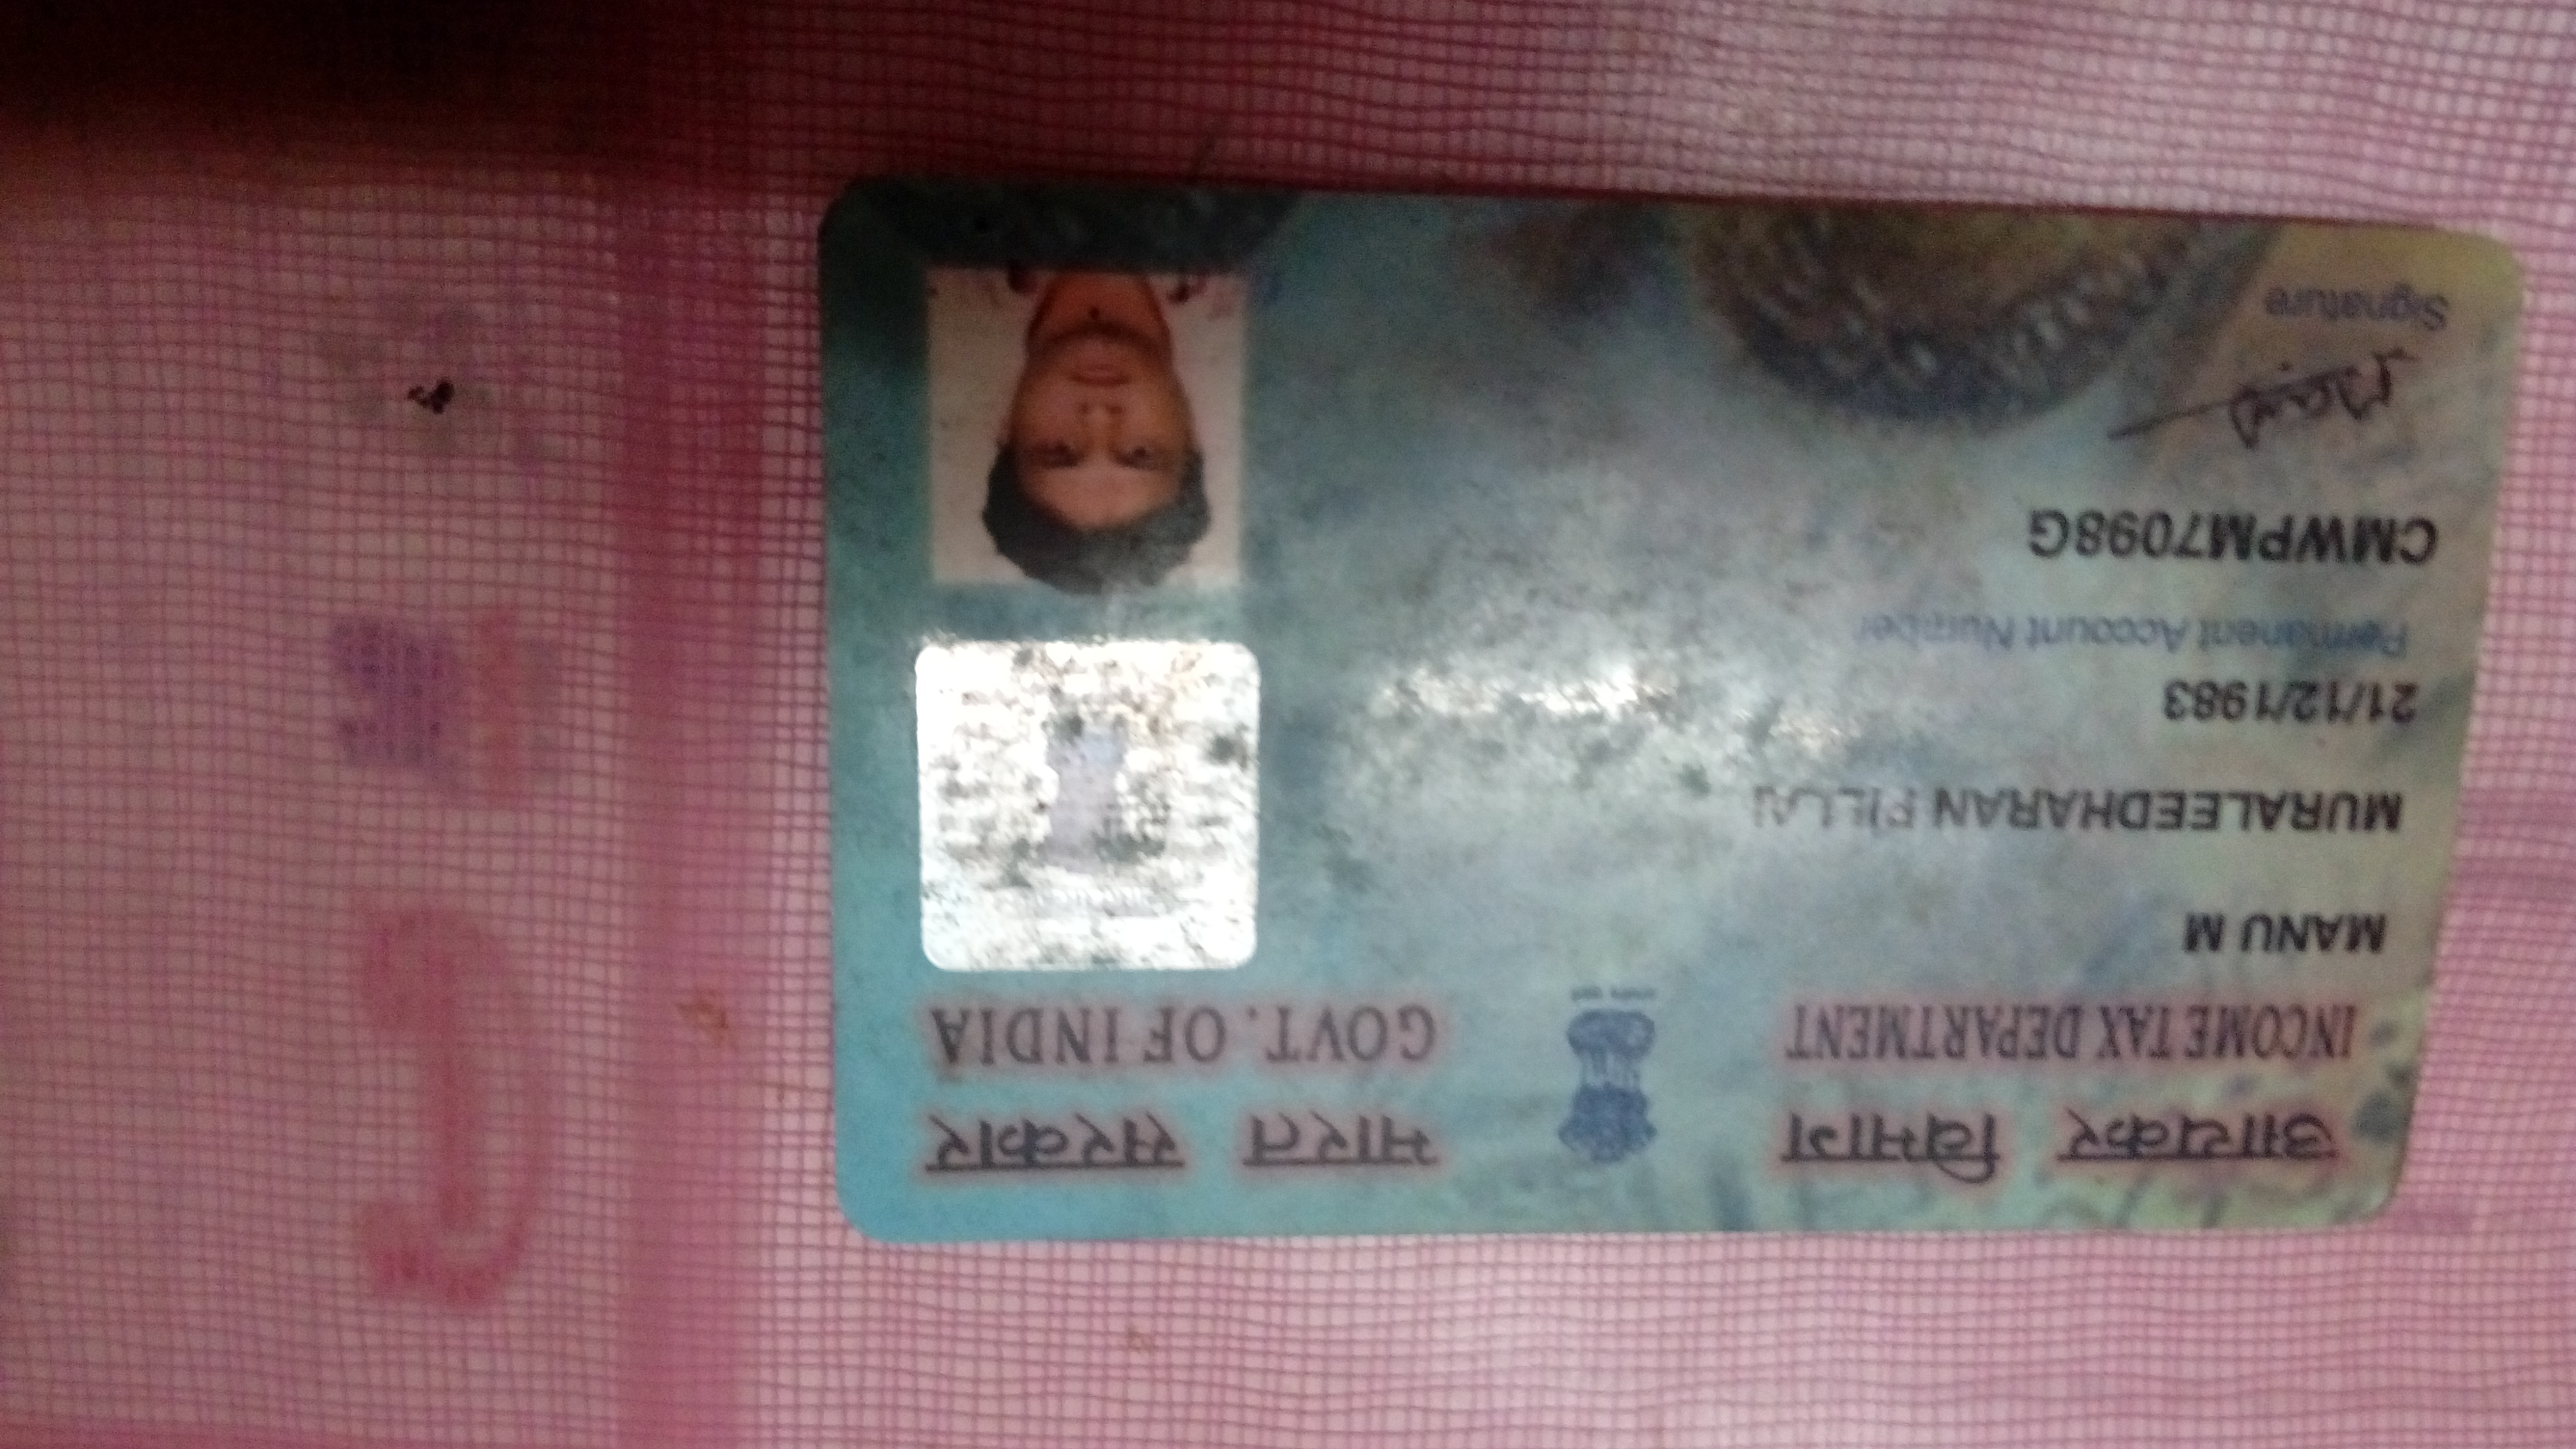 आयकर विभाग
INCOME TAX DEPARTMENT
भारत सरकार
GOVT. OF INDIA
MANU M
MURALEEDHARAN PILLAI
21/12/1983
Permanent Account Number
CMWPM7098G
Signature